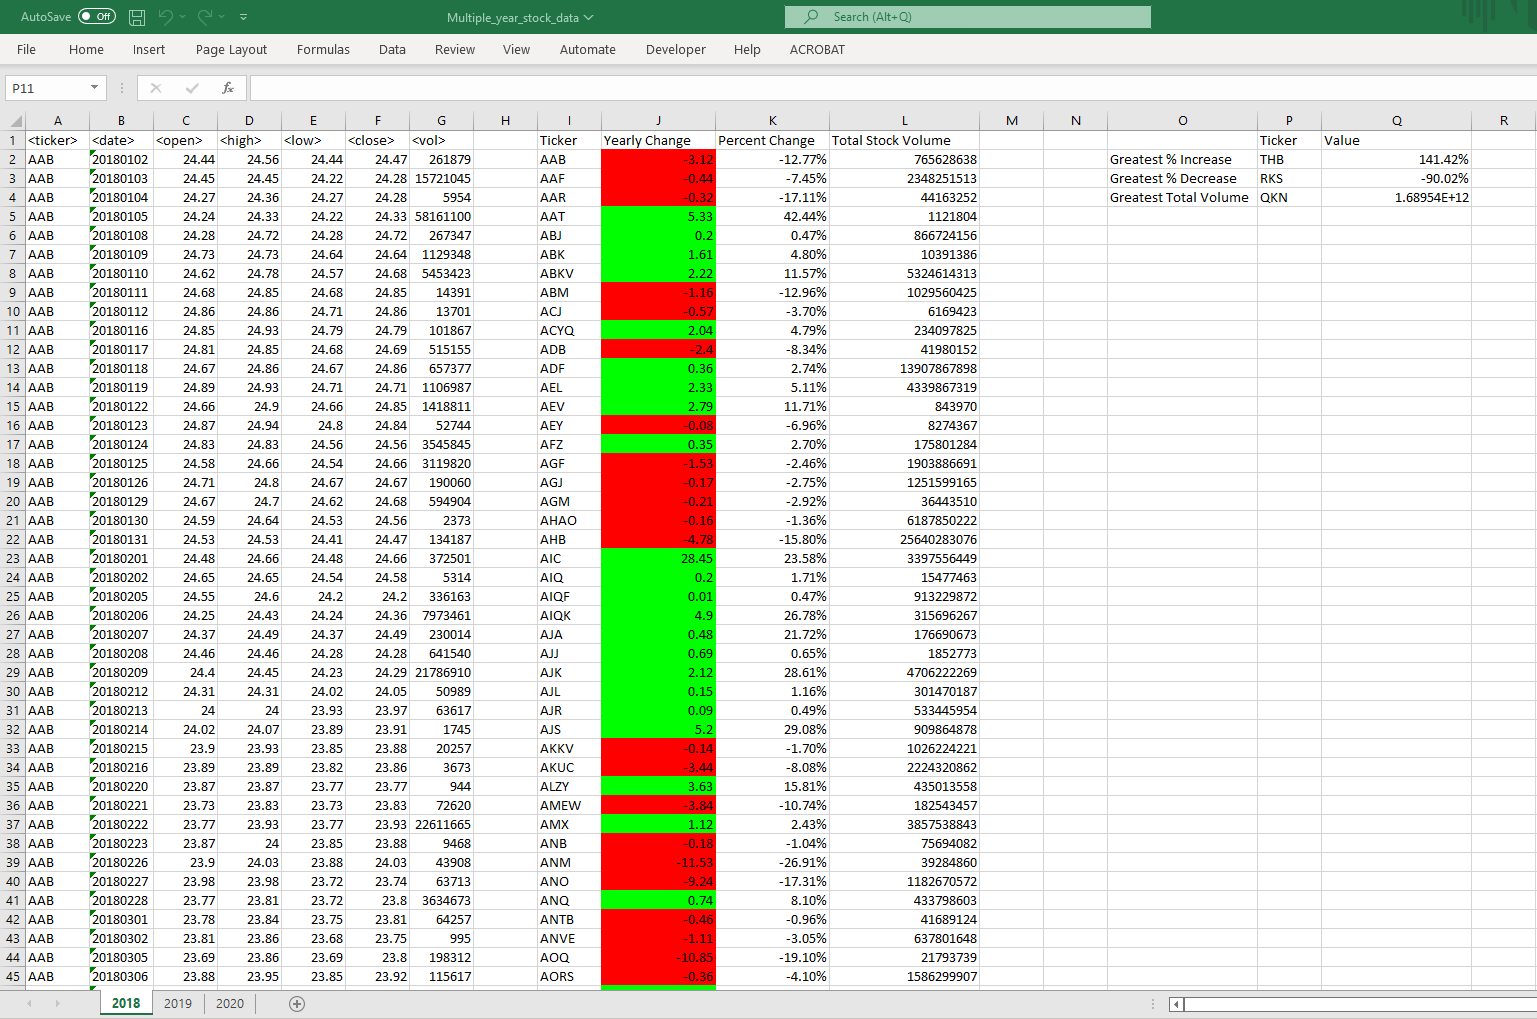 AutoSave Off Multiple_year_stock_data Search (Alt+Q)
File Home Insert Page Layout Formulas Data Review View Automate Developer Help ACROBAT
P11 fx
A B C D E F G H I J K L M N O P Q R
1 <ticker> <date> <open> <high> <low> <close> <vol> Ticker Yearly Change Percent Change Total Stock Volume Ticker Value
2 AAB 20180102 24.44 24.56 24.44 24.47 261879 AAB -3.12 -12.77% 765628638 Greatest % Increase THB 141.42%
3 AAB 20180103 24.45 24.45 24.22 24.28 15721045 AAF -0.44 -7.45% 2348251513 Greatest % Decrease RKS -90.02%
4 AAB 20180104 24.27 24.36 24.27 24.28 5954 AAR -0.32 -17.11% 44163252 Greatest Total Volume QKN 1.68954E+12
5 AAB 20180105 24.24 24.33 24.22 24.33 58161100 AAT 5.33 42.44% 1121804
6 AAB 20180108 24.28 24.72 24.28 24.72 267347 ABJ 0.2 0.47% 866724156
7 AAB 20180109 24.73 24.73 24.64 24.64 1129348 ABK 1.61 4.80% 10391386
8 AAB 20180110 24.62 24.78 24.57 24.68 5453423 ABKV 2.22 11.57% 5324614313
9 AAB 20180111 24.68 24.85 24.68 24.85 14391 ABM -1.16 -12.96% 1029560425
10 AAB 20180112 24.86 24.86 24.71 24.86 13701 ACJ -0.57 -3.70% 6169423
11 AAB 20180116 24.85 24.93 24.79 24.79 101867 ACYQ 2.04 4.79% 234097825
12 AAB 20180117 24.81 24.85 24.68 24.69 515155 ADB -2.4 -8.34% 41980152
13 AAB 20180118 24.67 24.86 24.67 24.86 657377 ADF 0.36 2.74% 13907867898
14 AAB 20180119 24.89 24.93 24.71 24.71 1106987 AEL 2.33 5.11% 4339867319
15 AAB 20180122 24.66 24.9 24.66 24.85 1418811 AEV 2.79 11.71% 843970
16 AAB 20180123 24.87 24.94 24.8 24.84 52744 AEY -0.08 -6.96% 8274367
17 AAB 20180124 24.83 24.83 24.56 24.56 3545845 AFZ 0.35 2.70% 175801284
18 AAB 20180125 24.58 24.66 24.54 24.66 3119820 AGF -1.53 -2.46% 1903886691
19 AAB 20180126 24.71 24.8 24.67 24.67 190060 AGJ -0.17 -2.75% 1251599165
20 AAB 20180129 24.67 24.7 24.62 24.68 594904 AGM -0.21 -2.92% 36443510
21 AAB 20180130 24.59 24.64 24.53 24.56 2373 AHAO -0.16 -1.36% 6187850222
22 AAB 20180131 24.53 24.53 24.41 24.47 134187 AHB -4.78 -15.80% 25640283076
23 AAB 20180201 24.48 24.66 24.48 24.66 372501 AIC 28.45 23.58% 3397556449
24 AAB 20180202 24.65 24.65 24.54 24.58 5314 AIQ 0.2 1.71% 15477463
25 AAB 20180205 24.55 24.6 24.2 24.2 336163 AIQF 0.01 0.47% 913229872
26 AAB 20180206 24.25 24.43 24.24 24.36 7973461 AIQK 4.9 26.78% 315696267
27 AAB 20180207 24.37 24.49 24.37 24.49 230014 AJA 0.48 21.72% 176690673
28 AAB 20180208 24.46 24.46 24.28 24.28 641540 AJJ 0.69 0.65% 1852773
29 AAB 20180209 24.4 24.45 24.23 24.29 21786910 AJK 2.12 28.61% 4706222269
30 AAB 20180212 24.31 24.31 24.02 24.05 50989 AJL 0.15 1.16% 301470187
31 AAB 20180213 24 24 23.93 23.97 63617 AJR 0.09 0.49% 533445954
32 AAB 20180214 24.02 24.07 23.89 23.91 1745 AJS 5.2 29.08% 909864878
33 AAB 20180215 23.9 23.93 23.85 23.88 20257 AKKV -0.14 -1.70% 1026224221
34 AAB 20180216 23.89 23.89 23.82 23.86 3673 AKUC -3.44 -8.08% 2224320862
35 AAB 20180220 23.87 23.87 23.77 23.77 944 ALZY 3.63 15.81% 435013558
36 AAB 20180221 23.73 23.83 23.73 23.83 72620 AMEW -3.84 -10.74% 182543457
37 AAB 20180222 23.77 23.93 23.77 23.93 22611665 AMX 1.12 2.43% 3857538843
38 AAB 20180223 23.87 24 23.85 23.88 9468 ANB -0.18 -1.04% 75694082
39 AAB 20180226 23.9 24.03 23.88 24.03 43908 ANM -11.53 -26.91% 39284860
40 AAB 20180227 23.98 23.98 23.72 23.74 63713 ANO -9.24 -17.31% 1182670572
41 AAB 20180228 23.77 23.81 23.72 23.8 3634673 ANQ 0.74 8.10% 433798603
42 AAB 20180301 23.78 23.84 23.75 23.81 64257 ANTB -0.46 -0.96% 41689124
43 AAB 20180302 23.81 23.86 23.68 23.75 995 ANVE -1.11 -3.05% 637801648
44 AAB 20180305 23.69 23.86 23.69 23.8 198312 AOQ -10.85 -19.10% 21793739
45 AAB 20180306 23.88 23.95 23.85 23.92 115617 AORS -0.36 -4.10% 1586299907
2018 2019 2020